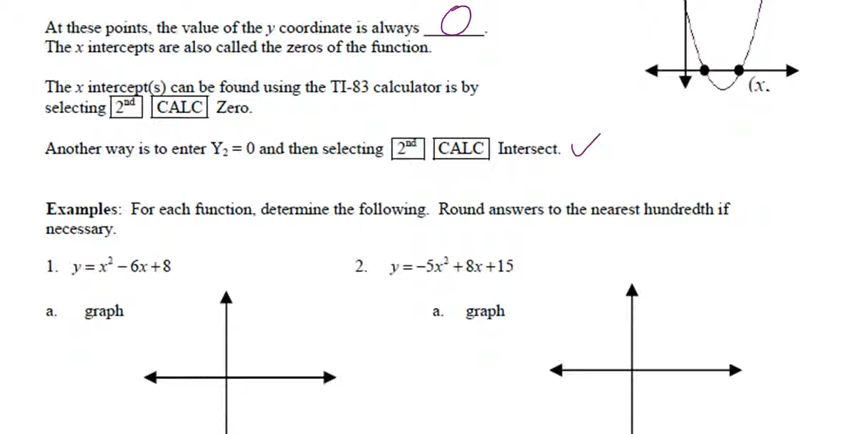 At these points, the value of the y coordinate is always 0.
The x intercepts are also called the zeros of the function.
(x.
The x intercept(s) can be found using the TI-83 calculator is by
selecting 2nd CALC Zero.
Another way is to enter Y₂ = 0 and then selecting 2nd CALC Intersect. ✓
Examples: For each function, determine the following. Round answers to the nearest hundredth if
necessary.
1. y = x² − 6x + 8
2. y = −5x² + 8x + 15
a. graph
a. graph